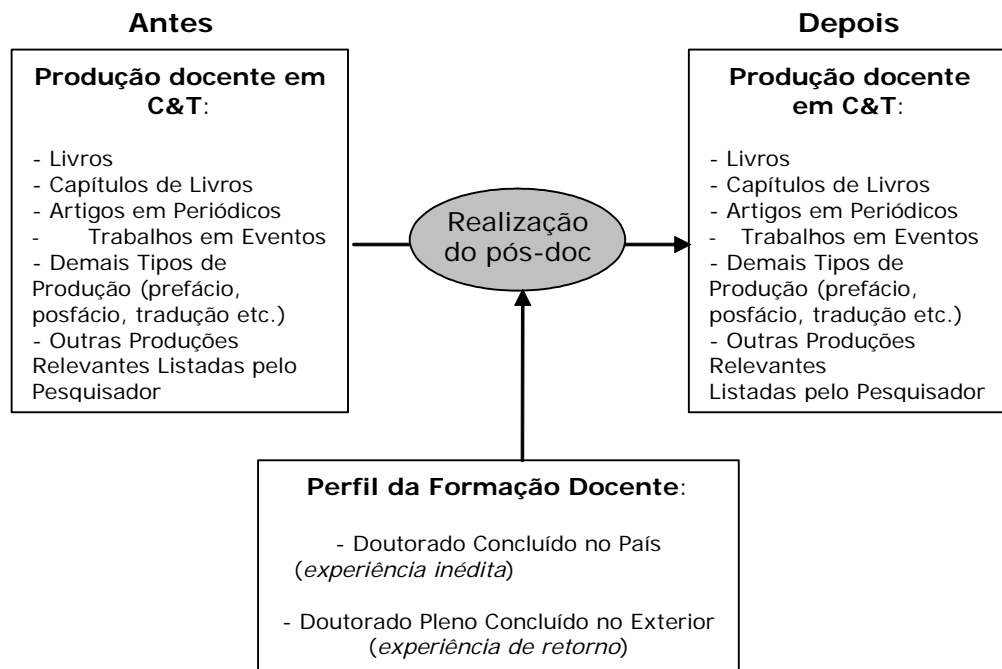 Antes
Produção docente em
C&T:
- Livros
- Capítulos de Livros
- Artigos em Periódicos
- Trabalhos em Eventos
- Demais Tipos de
Produção (prefácio,
posfácio, tradução etc.)
- Outras Produções
Relevantes Listadas pelo
Pesquisador
Realização
do pós-doc
Depois
Produção docente
em C&T:
- Livros
- Capítulos de Livros
- Artigos em Periódicos
- Trabalhos em Eventos
- Demais Tipos de
Produção (prefácio,
posfácio, tradução etc.)
- Outras Produções
Relevantes
Listadas pelo Pesquisador
Perfil da Formação Docente:
- Doutorado Concluído no País
(experiência inédita)
- Doutorado Pleno Concluído no Exterior
(experiência de retorno)